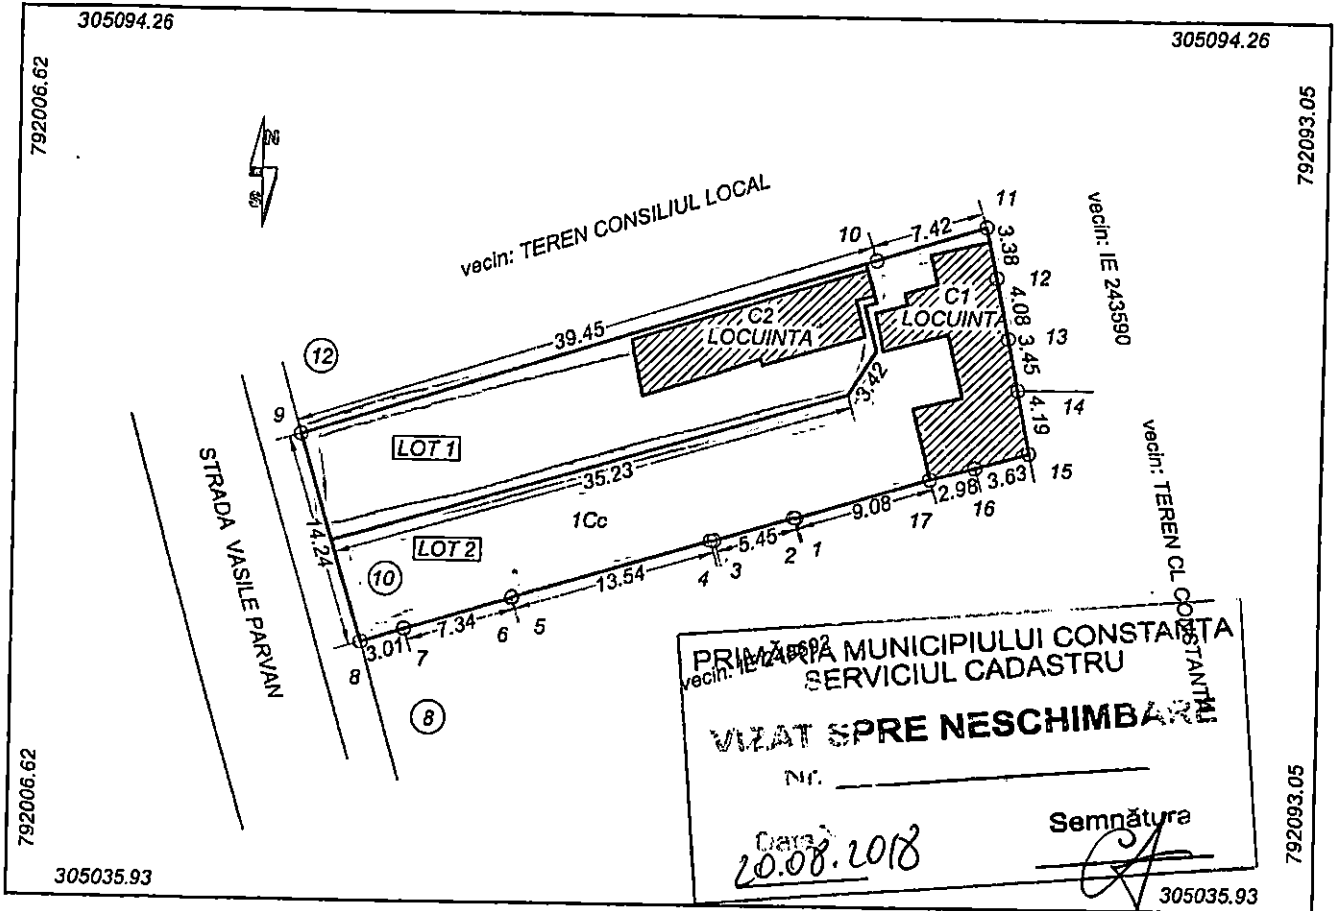 305094.26
305094.26
792006.62
792093.05
N
vecin: TEREN CONSILIUL LOCAL
vecin: IE 243590
11
10
7.42
3.38
12
4.08
13
3.45
14
4.19
15
C1
LOCUINTA
C2
LOCUINTA
39.45
3.42
12
9
LOT 1
35.23
1Cc
LOT 2
14.24
10
STRADA VASILE PARVAN
3.63
16
2.98
17
9.08
1
2
5.45
3
4
13.54
5
6
7.34
7
3.01
8
8
vecin: TEREN CL CONSTANTA
vecin: IE
PRIMĂRIA MUNICIPIULUI CONSTANTA
SERVICIUL CADASTRU
VIZAT SPRE NESCHIMBARE
Nr.
Data
20.08.2018
Semnătura
792006.62
792093.05
305035.93
305035.93